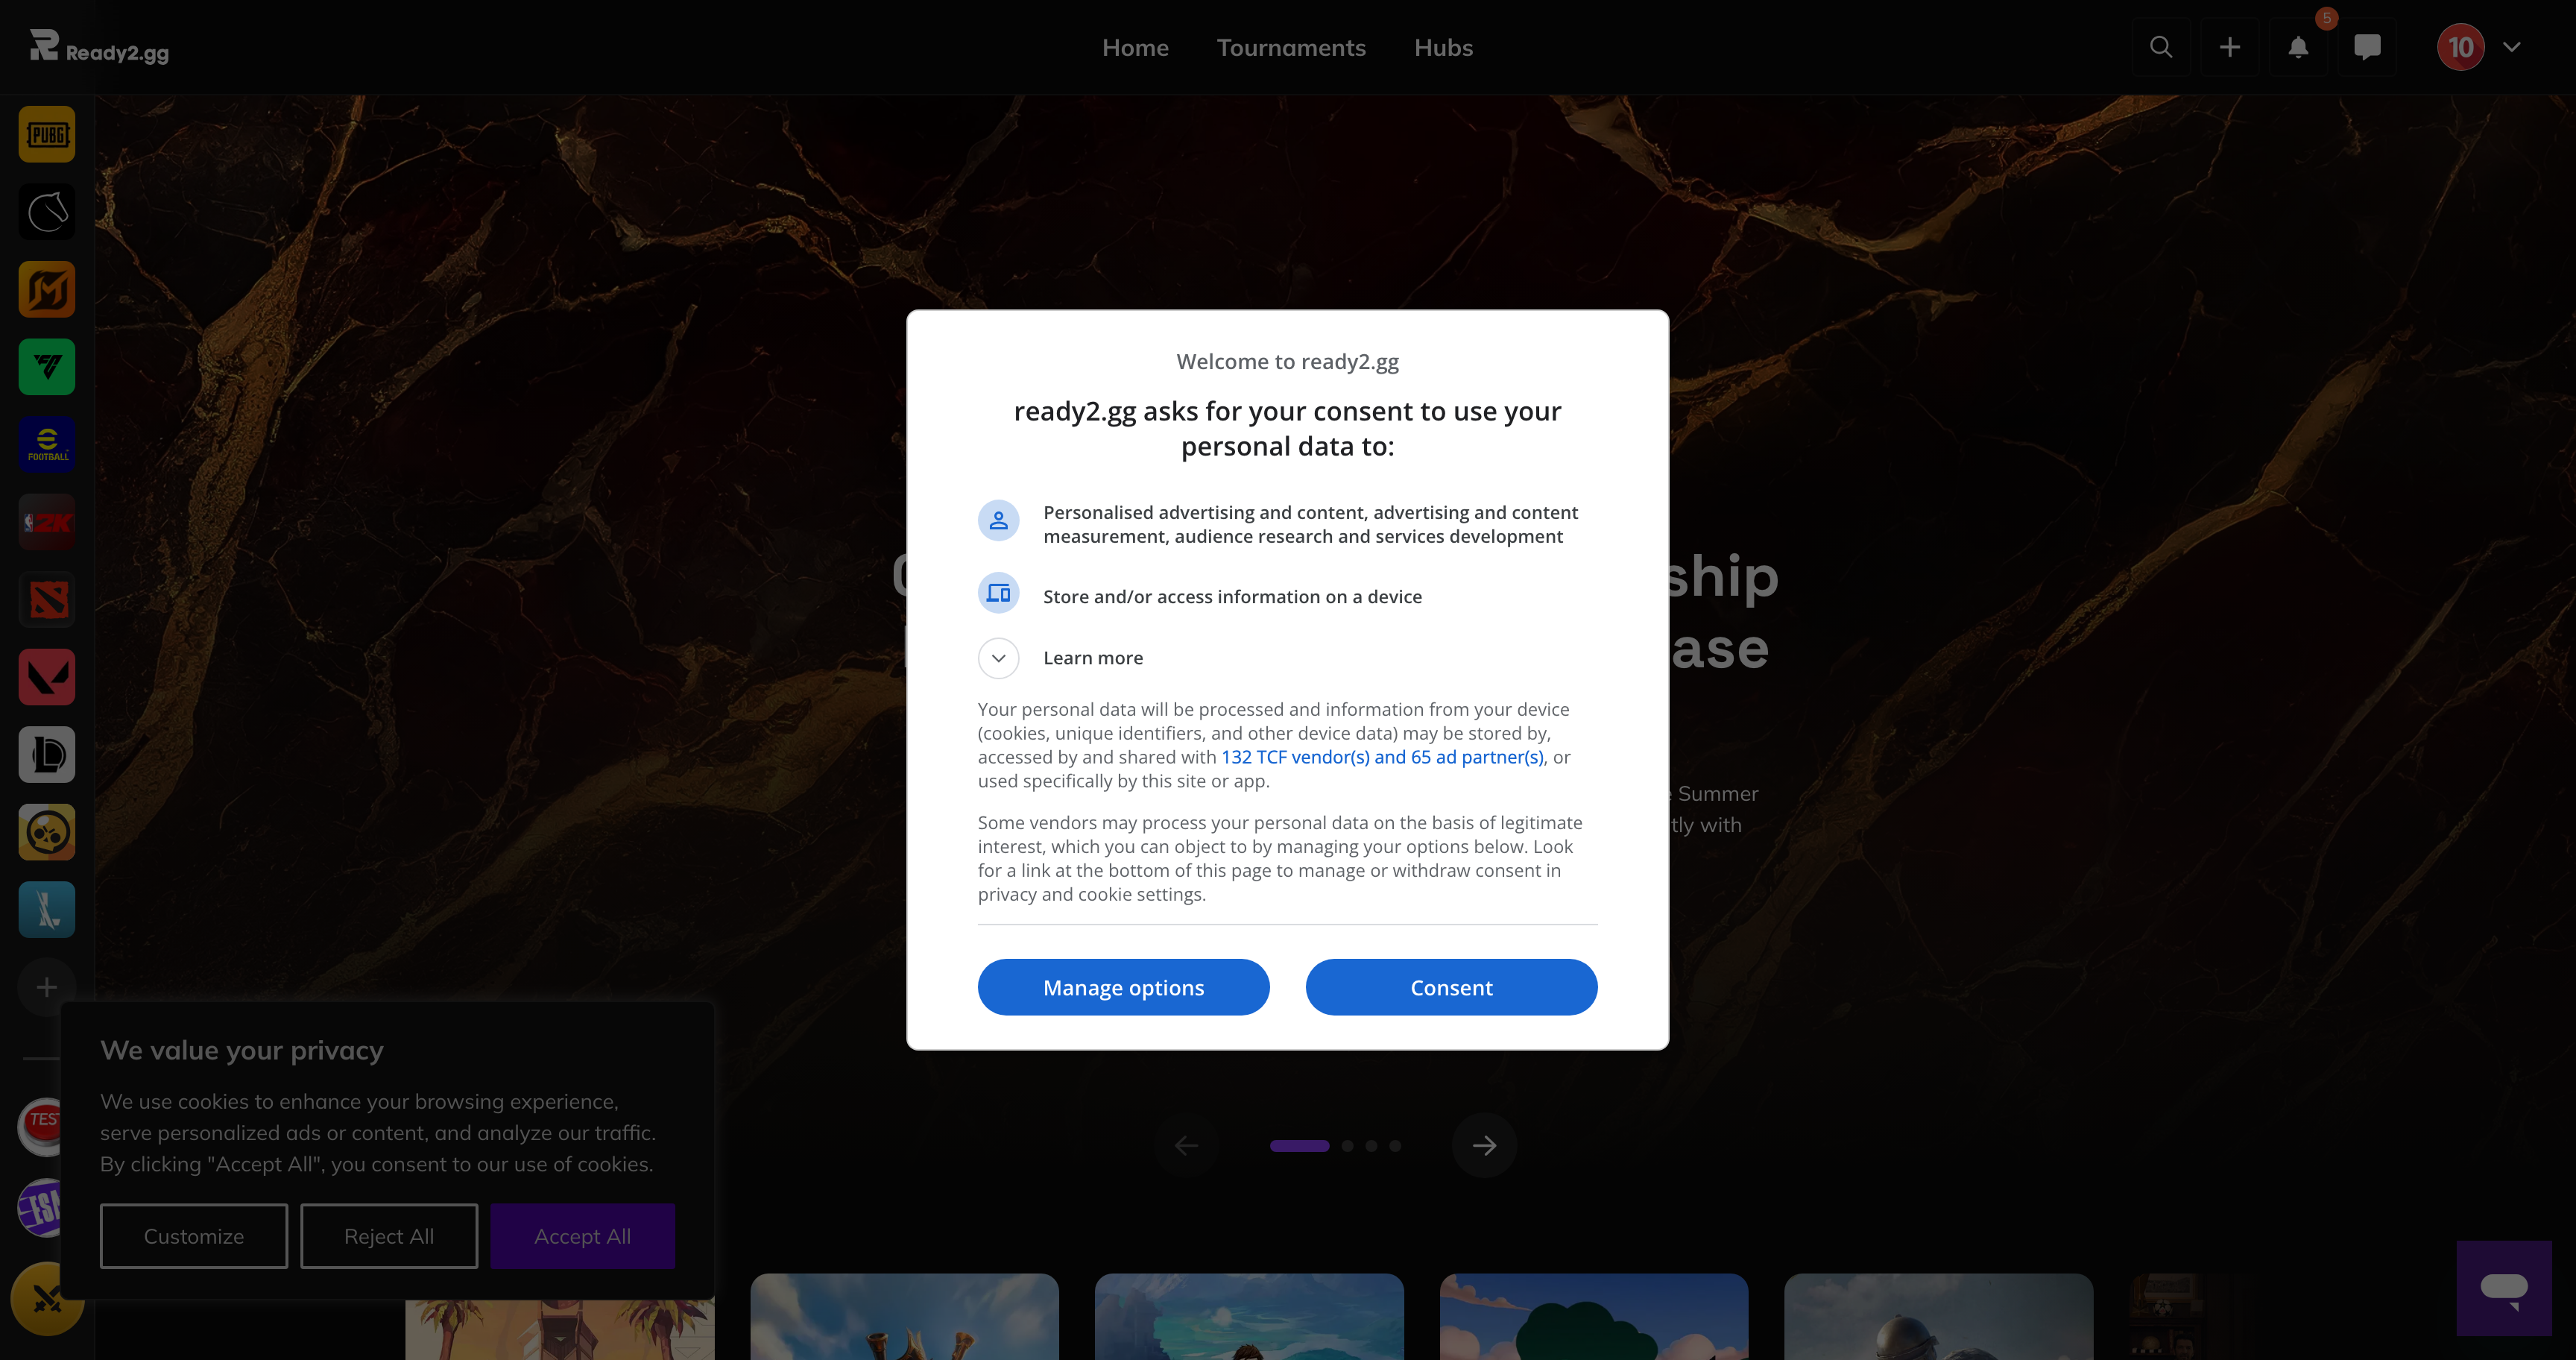 Ready2.gg
Home
Tournaments
Hubs
5
10
PUBG
FOOTBALL
2K
Welcome to ready2.gg
ready2.gg asks for your consent to use your
personal data to:
Personalised advertising and content, advertising and content
measurement, audience research and services development
Store and/or access information on a device
Learn more
Your personal data will be processed and information from your device
(cookies, unique identifiers, and other device data) may be stored by,
accessed by and shared with 132 TCF vendor(s) and 65 ad partner(s), or
used specifically by this site or app.
Some vendors may process your personal data on the basis of legitimate
interest, which you can object to by managing your options below. Look
for a link at the bottom of this page to manage or withdraw consent in
privacy and cookie settings.
Manage options
Consent
ship
ase
Summer
tly with
We value your privacy
We use cookies to enhance your browsing experience,
serve personalized ads or content, and analyze our traffic.
By clicking "Accept All", you consent to our use of cookies.
Customize
Reject All
Accept All
TES
ESA